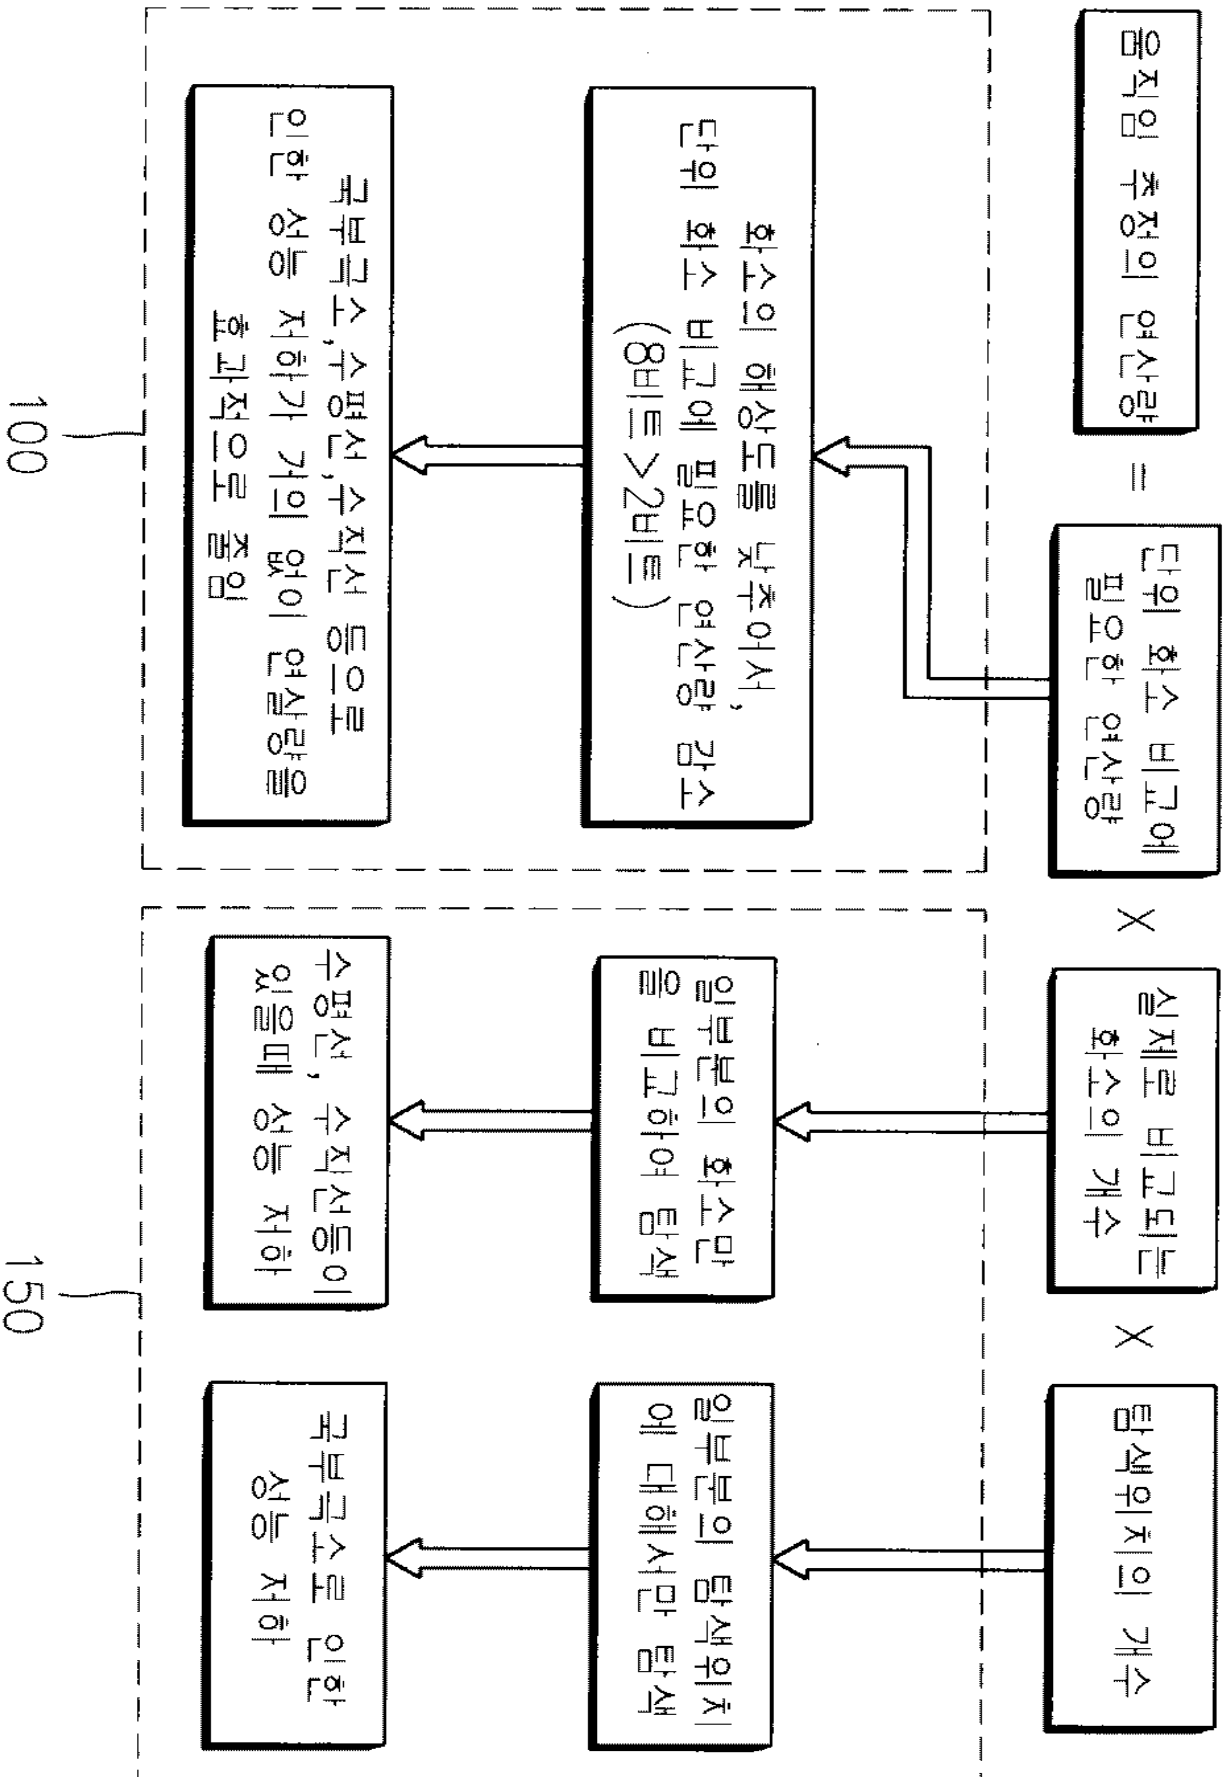 움직임 추정의 연산량
=
단위 화소 비교에
필요한 연산량
X
실제로 비교되는
화소의 개수
X
탐색위치의 개수
화소의 해상도를 낮추어서,
단위 화소 비교에 필요한 연산량 감소
(8비트<2비트)
일부분의 화소만
을 비교하여 탐색
일부분의 탐색위치
에 대해서만 탐색
국부극소,수평선,수직선 등으로
인한 성능 저하가 거의 없이 연살량을
효과적으로 줄임
수평선, 수직선등이
있을때 성능 저하
국부극소로 인한
성능 저하
100
150